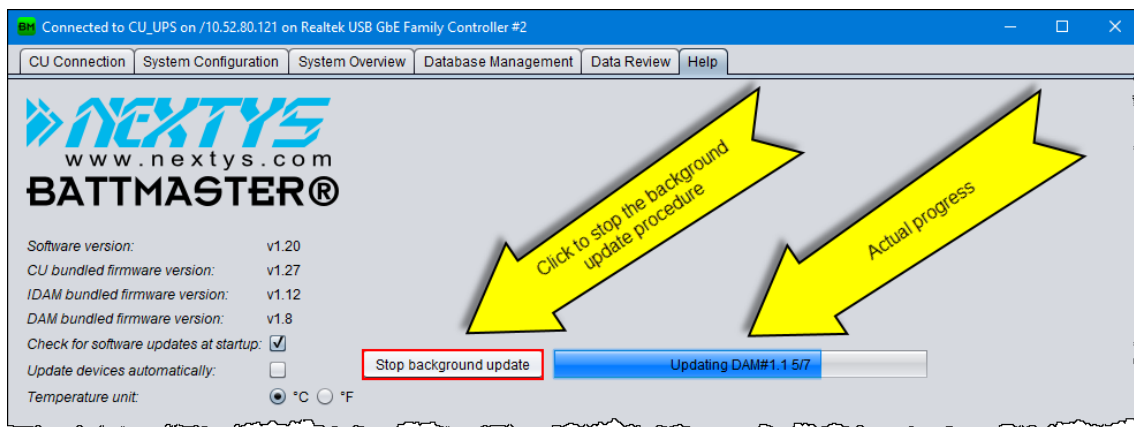 BM Connected to CU_UPS on /10.52.80.121 on Realtek USB GbE Family Controller #2
CU Connection System Configuration System Overview Database Management Data Review Help
NEXTYS
www.nextys.com
BATTMASTER®
Click to stop the background
update procedure
Actual progress
Software version: v1.20
CU bundled firmware version: v1.27
IDAM bundled firmware version: v1.12
DAM bundled firmware version: v1.8
Check for software updates at startup:
Update devices automatically:
Stop background update Updating DAM#1.1 5/7
Temperature unit: °C °F